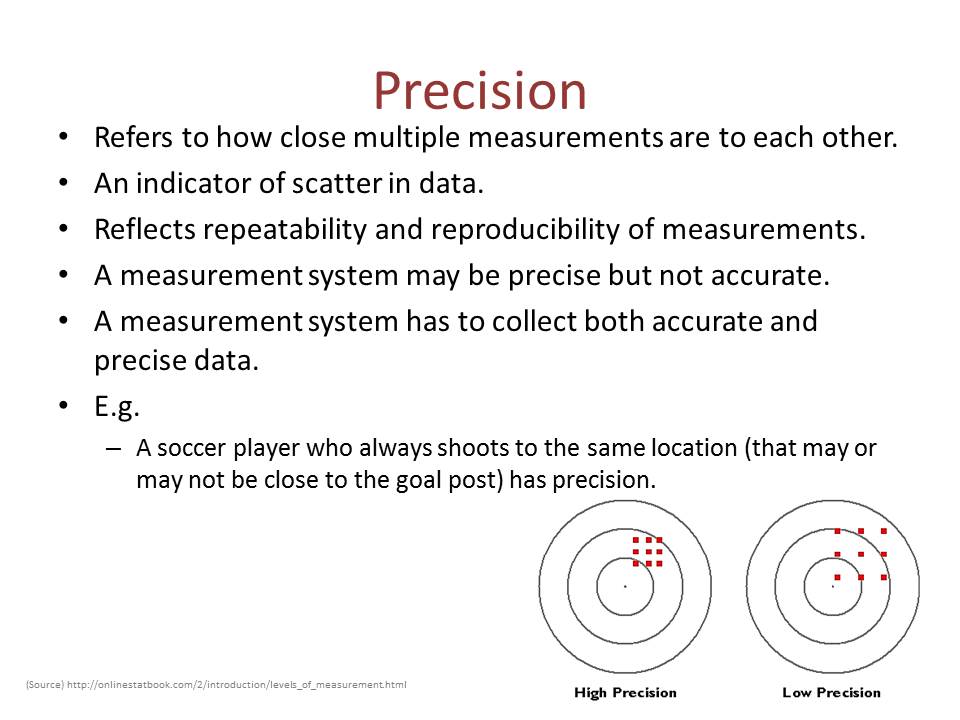 Precision
• Refers to how close multiple measurements are to each other.
• An indicator of scatter in data.
• Reflects repeatability and reproducibility of measurements.
• A measurement system may be precise but not accurate.
• A measurement system has to collect both accurate and
precise data.
• E.g.
– A soccer player who always shoots to the same location (that may or
may not be close to the goal post) has precision.
(Source) http://onlinestatbook.com/2/introduction/levels_of_measurement.html
High Precision
Low Precision